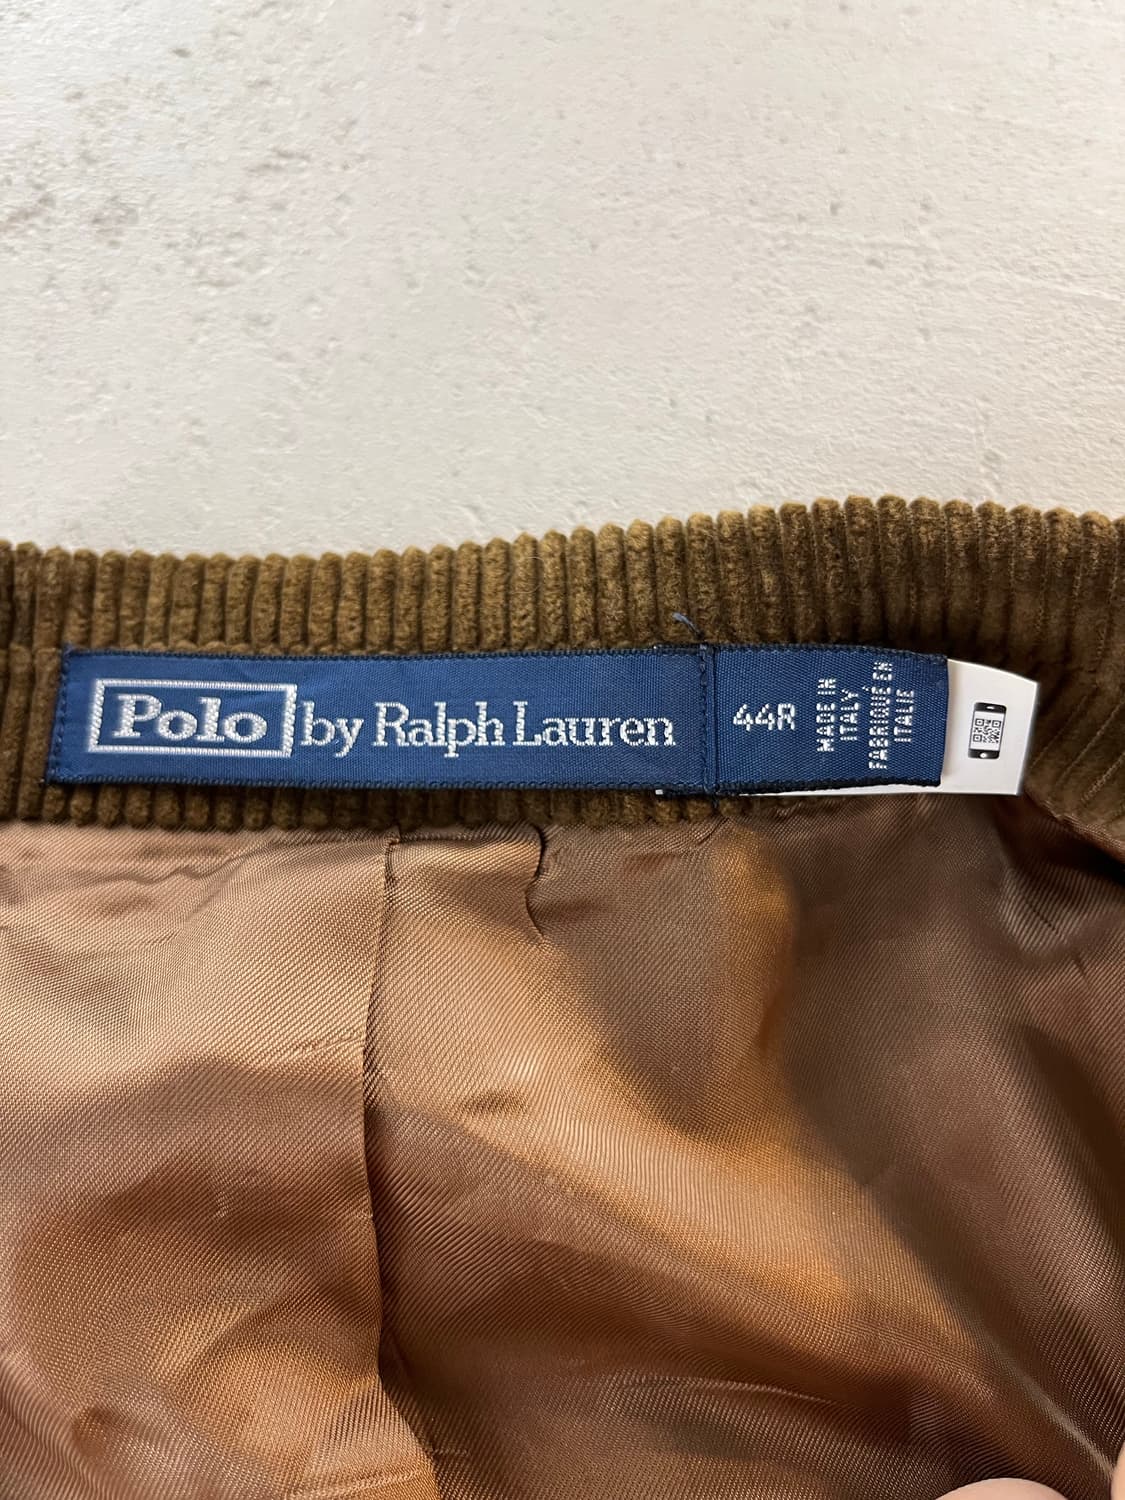 Polo by Ralph Lauren
44R
MADE IN
ITALY
FABRIQUÉ EN
ITALIE